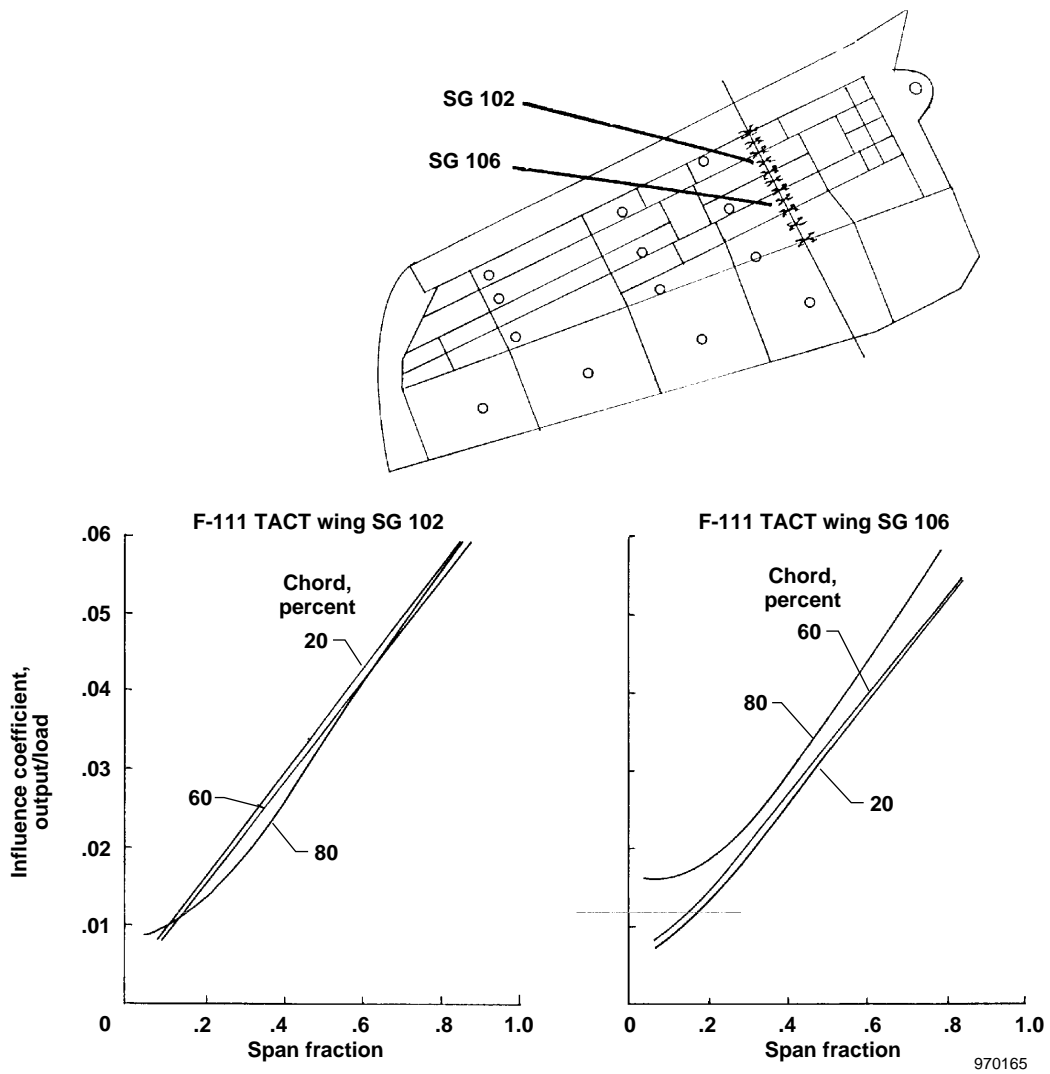 SG 102
SG 106
F-111 TACT wing SG 102
.06
.05
.04
.03
.02
.01
0
Influence coefficient,
output/load
Chord,
percent
20
60
80
.2
.4
.6
.8
1.0
Span fraction
F-111 TACT wing SG 106
Chord,
percent
60
80
20
0
.2
.4
.6
.8
1.0
Span fraction
970165